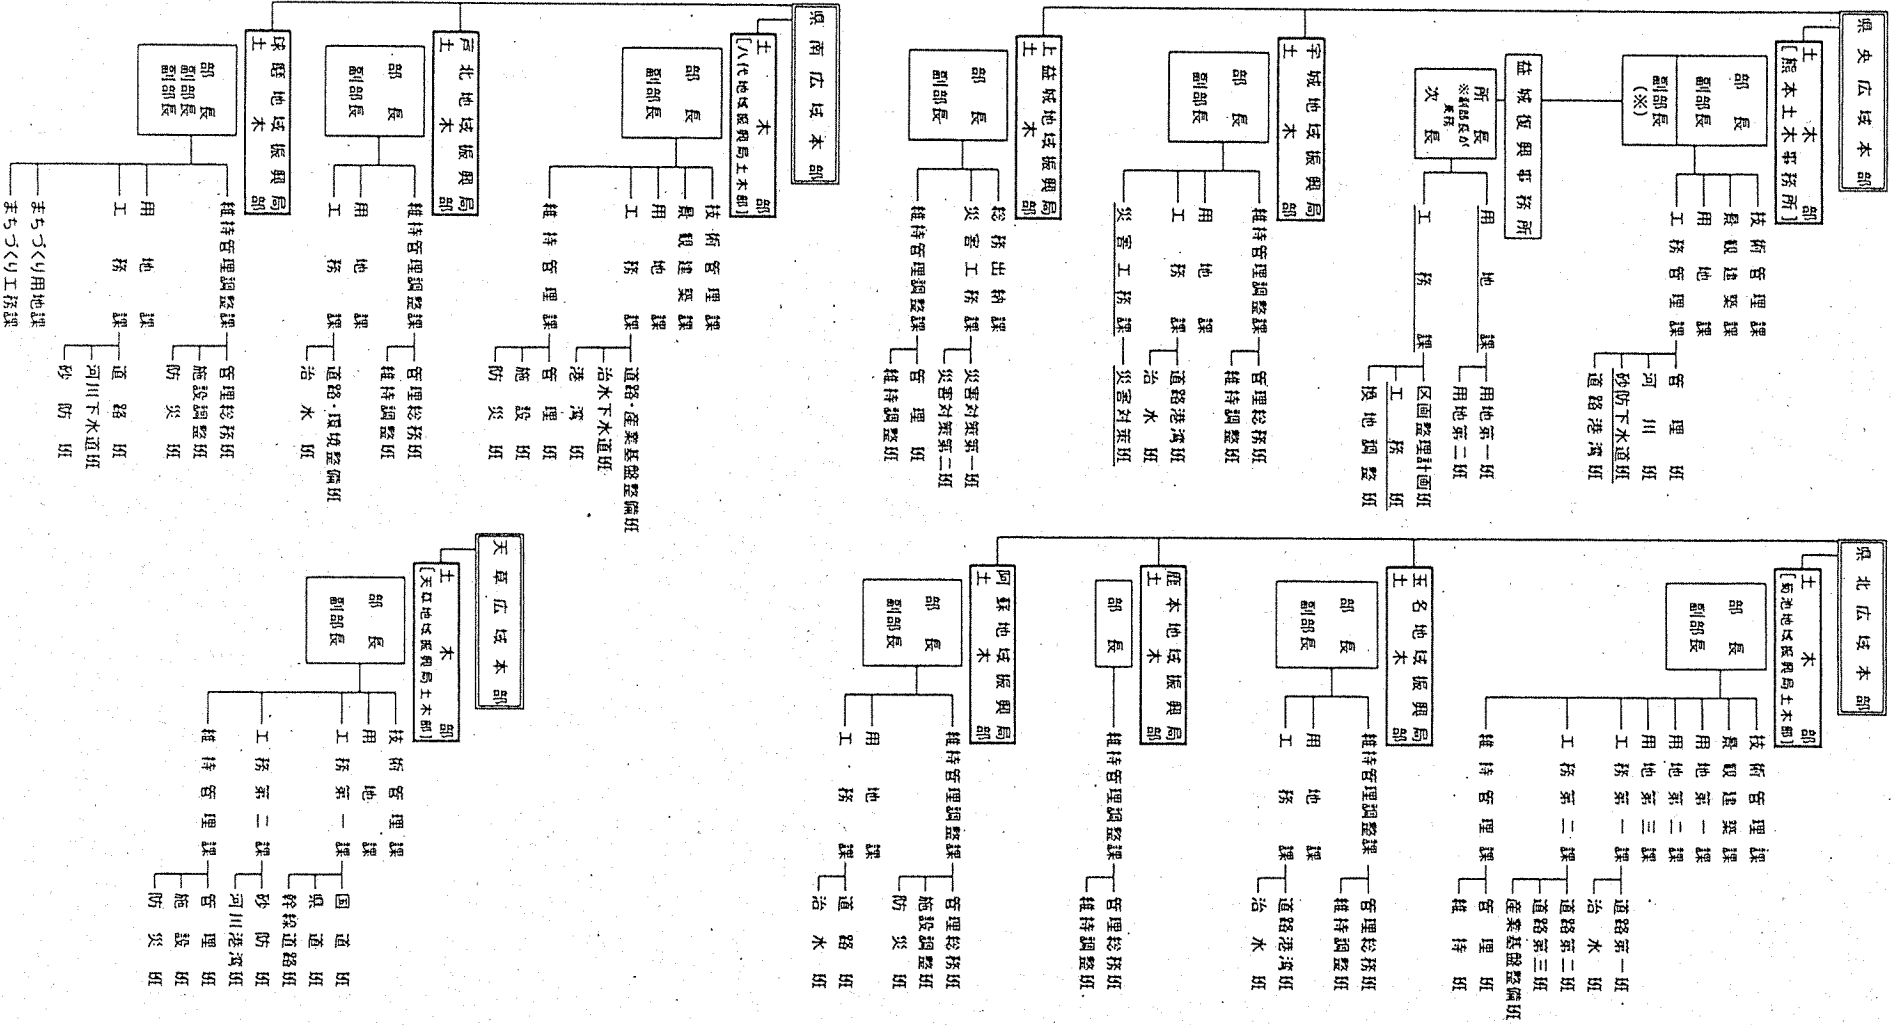 県央広域本部
土木部
[熊本土木事務所]
部長
副部長
副部長
(※)
技術管理課
景観建築課
用地課
工務管理課
管理班
河川班
砂防下水道班
道路港湾班
益城復興事務所
所長
※副部長が
兼務
次長
用地課
用地第一班
用地第二班
工務課
区画整理計画班
工務班
換地調整班
宇城地域振興局
土木部
部長
副部長
維持管理調整課
管理総務班
維持調整班
用地課
工務課
道路港湾班
治水班
災害工務課
災害対策班
上益城地域振興局
土木部
部長
副部長
総務出納課
災害工務課
災害対策第一班
災害対策第二班
維持管理調整課
管理班
維持調整班
県南広域本部
土木部
[八代地域振興局土木部]
部長
副部長
技術管理課
景観建築課
用地課
工務課
道路・産業基盤整備班
治水下水道班
港湾班
維持管理課
管理班
施設班
防災班
芦北地域振興局
土木部
部長
副部長
維持管理調整課
管理総務班
維持調整班
用地課
工務課
道路・環境整備班
治水班
球磨地域振興局
土木部
部長
副部長
副部長
維持管理調整課
管理総務班
施設調整班
防災班
用地課
工務課
道路班
河川下水道班
砂防班
まちづくり用地課
まちづくり工務課
県北広域本部
土木部
[菊池地域振興局土木部]
部長
副部長
技術管理課
景観建築課
用地第一課
用地第二課
用地第三課
工務第一課
道路第一班
治水班
工務第二課
道路第二班
道路第三班
産業基盤整備班
維持管理課
管理班
維持班
玉名地域振興局
土木部
部長
副部長
維持管理調整課
管理総務班
維持調整班
用地課
工務課
道路港湾班
治水班
鹿本地域振興局
土木部
部長
維持管理調整課
管理総務班
維持調整班
阿蘇地域振興局
土木部
部長
副部長
維持管理調整課
管理総務班
施設調整班
防災班
用地課
工務課
道路班
治水班
天草広域本部
土木部
[天草地域振興局土木部]
部長
副部長
技術管理課
用地課
工務第一課
国道班
県道班
幹線道路班
工務第二課
砂防班
河川港湾班
維持管理課
管理班
施設班
防災班